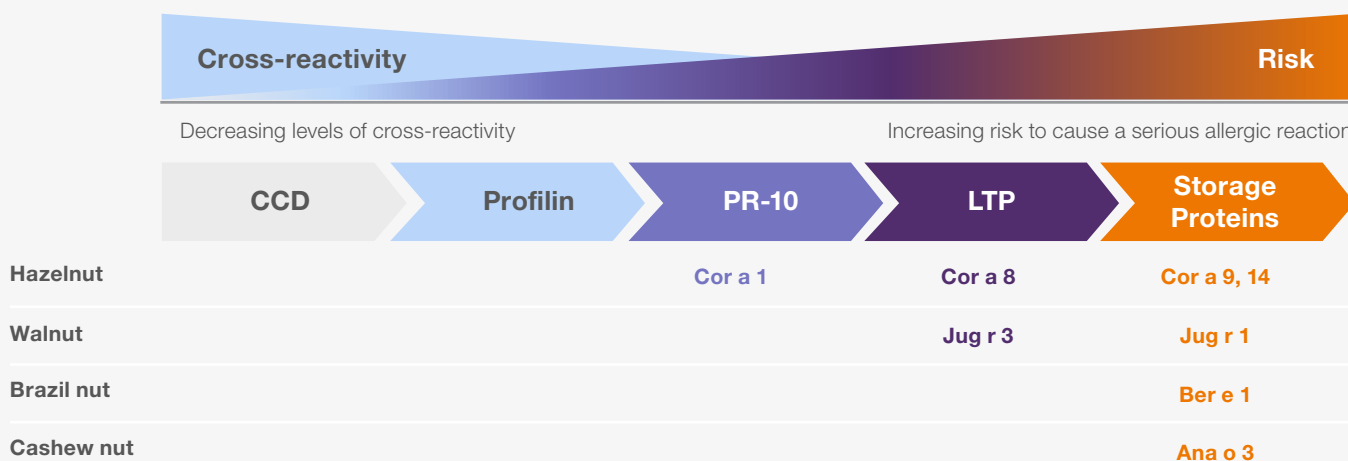 Cross-reactivity
Risk
Decreasing levels of cross-reactivity
Increasing risk to cause a serious allergic reaction
CCD
Profilin
PR-10
LTP
Storage
Proteins
Hazelnut
Cor a 1
Cor a 8
Cor a 9, 14
Walnut
Jug r 3
Jug r 1
Brazil nut
Ber e 1
Cashew nut
Ana o 3